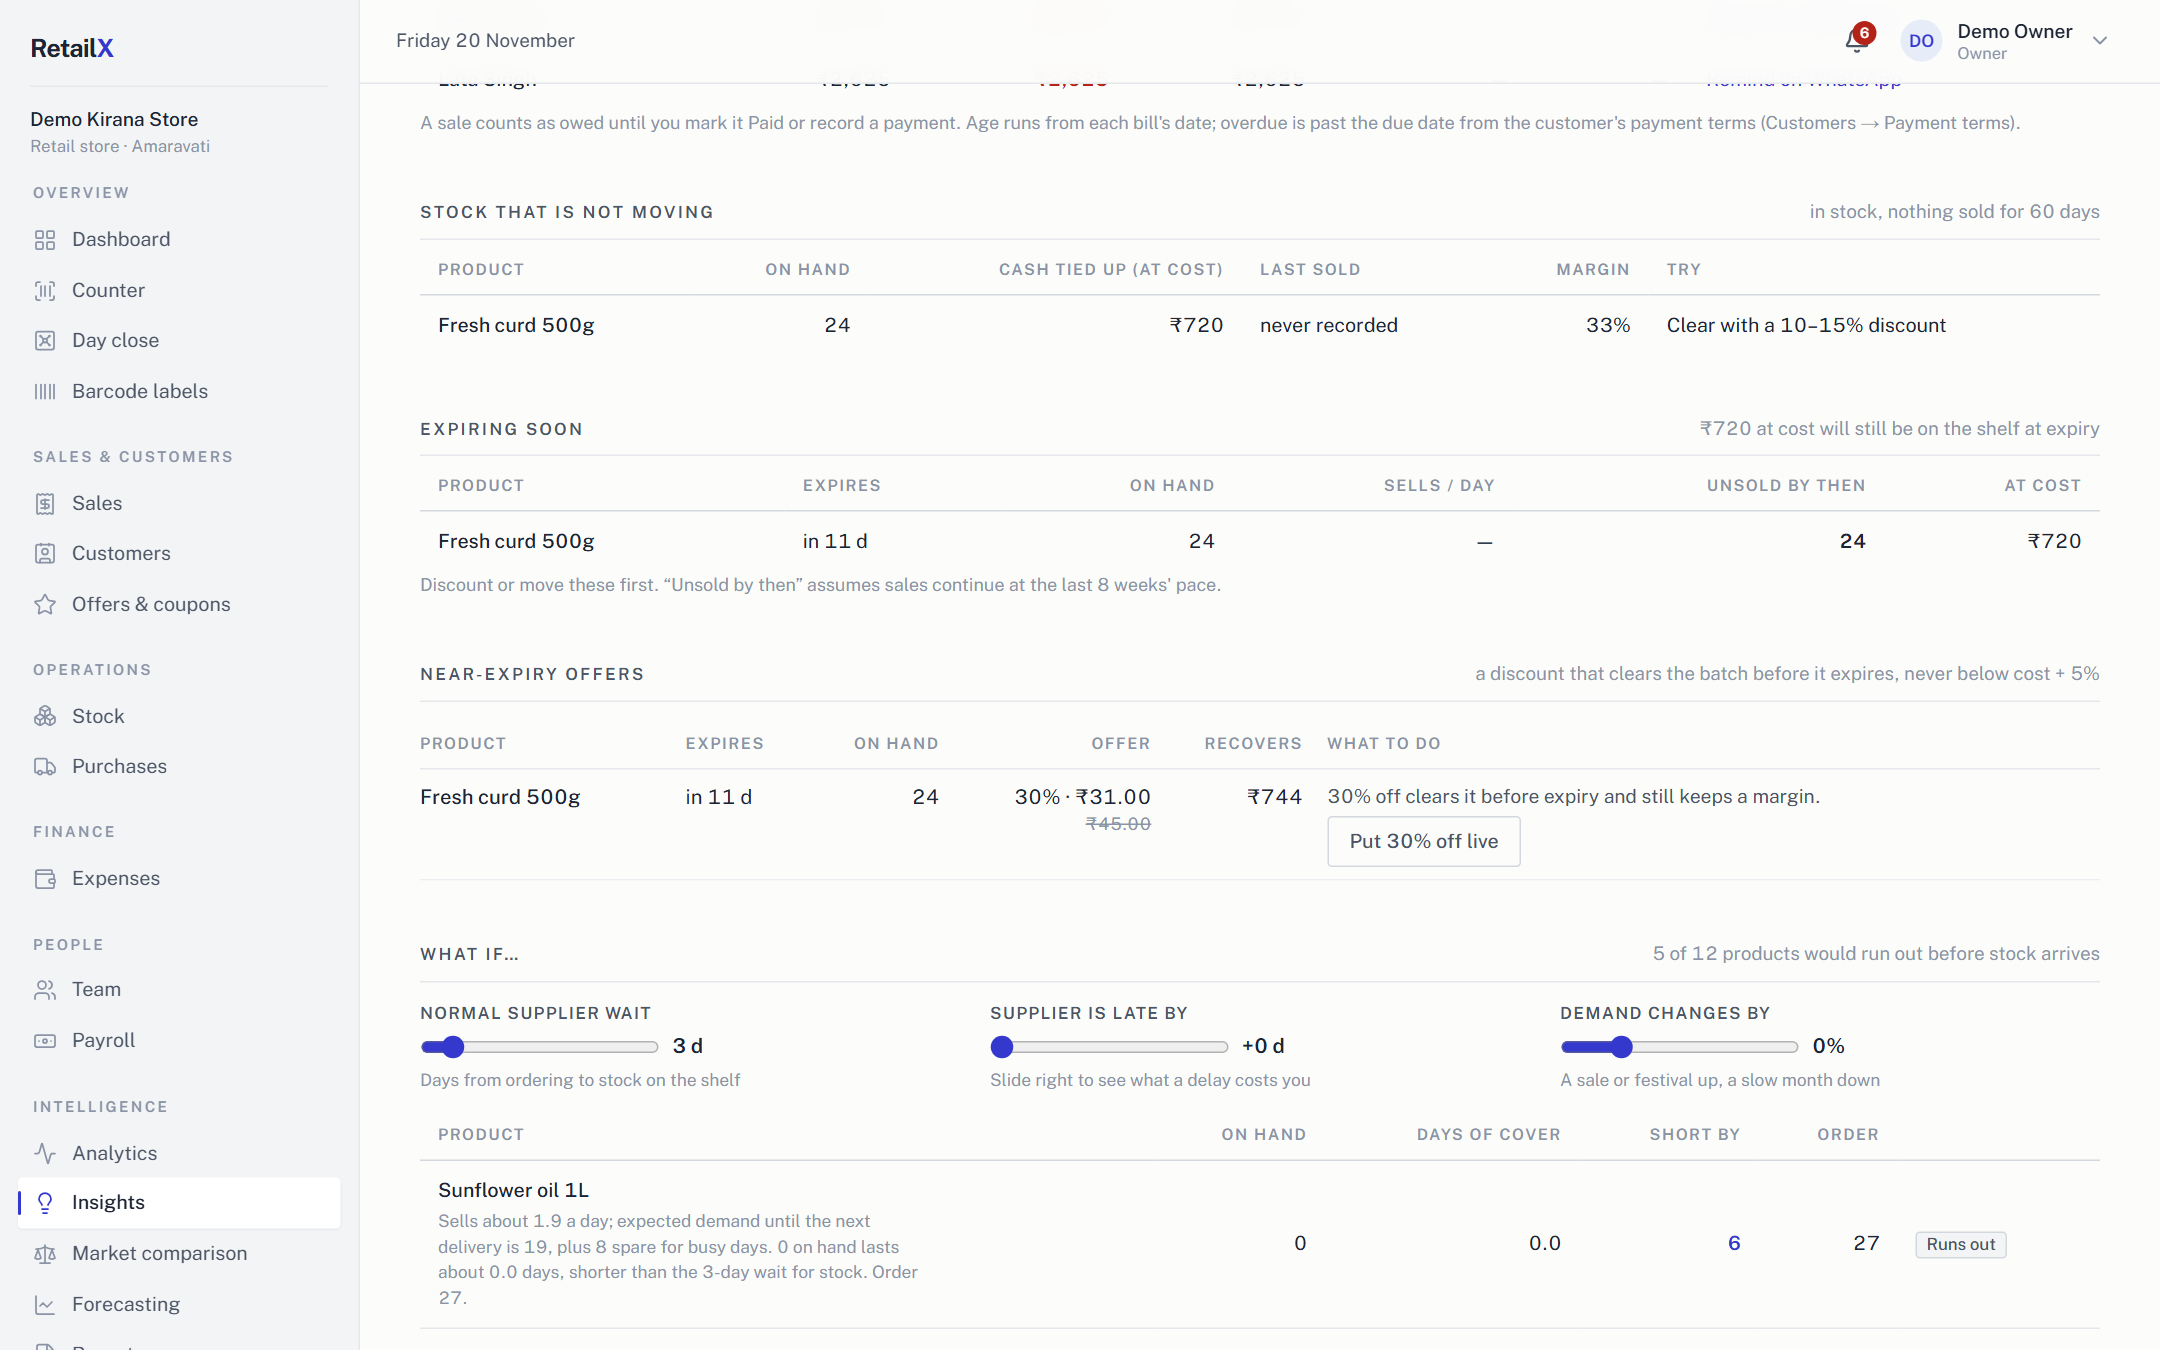 RetailX
Demo Kirana Store
Retail store · Amaravati
OVERVIEW
Dashboard
Counter
Day close
Barcode labels
SALES & CUSTOMERS
Sales
Customers
Offers & coupons
OPERATIONS
Stock
Purchases
FINANCE
Expenses
PEOPLE
Team
Payroll
INTELLIGENCE
Analytics
Insights
Market comparison
Forecasting
Friday 20 November
6
DO
Demo Owner
Owner
A sale counts as owed until you mark it Paid or record a payment. Age runs from each bill's date; overdue is past the due date from the customer's payment terms (Customers → Payment terms).
STOCK THAT IS NOT MOVING in stock, nothing sold for 60 days
PRODUCT ON HAND CASH TIED UP (AT COST) LAST SOLD MARGIN TRY
Fresh curd 500g 24 ₹720 never recorded 33% Clear with a 10–15% discount
EXPIRING SOON ₹720 at cost will still be on the shelf at expiry
PRODUCT EXPIRES ON HAND SELLS / DAY UNSOLD BY THEN AT COST
Fresh curd 500g in 11 d 24 — 24 ₹720
Discount or move these first. “Unsold by then” assumes sales continue at the last 8 weeks' pace.
NEAR-EXPIRY OFFERS a discount that clears the batch before it expires, never below cost + 5%
PRODUCT EXPIRES ON HAND OFFER RECOVERS WHAT TO DO
Fresh curd 500g in 11 d 24 30% · ₹31.00 ₹744 30% off clears it before expiry and still keeps a margin.
₹45.00
Put 30% off live
WHAT IF… 5 of 12 products would run out before stock arrives
NORMAL SUPPLIER WAIT SUPPLIER IS LATE BY DEMAND CHANGES BY
3 d +0 d 0%
Days from ordering to stock on the shelf Slide right to see what a delay costs you A sale or festival up, a slow month down
PRODUCT ON HAND DAYS OF COVER SHORT BY ORDER
Sunflower oil 1L
Sells about 1.9 a day; expected demand until the next
delivery is 19, plus 8 spare for busy days. 0 on hand lasts
about 0.0 days, shorter than the 3-day wait for stock. Order
27.
0 0.0 6 27 Runs out